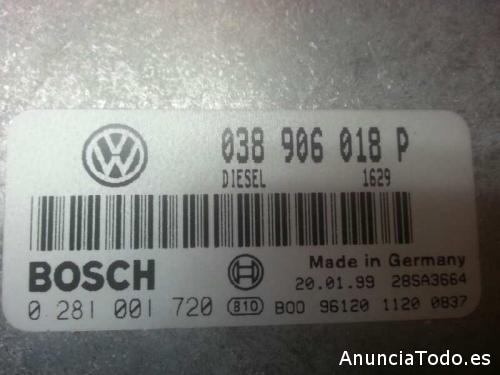 038 906 018 P
DIESEL 1629
BOSCH
Made in Germany
20.01.99 28SA3664
0 281 001 720 810 B00 96120 1120 0837
AnunciaTodo.es